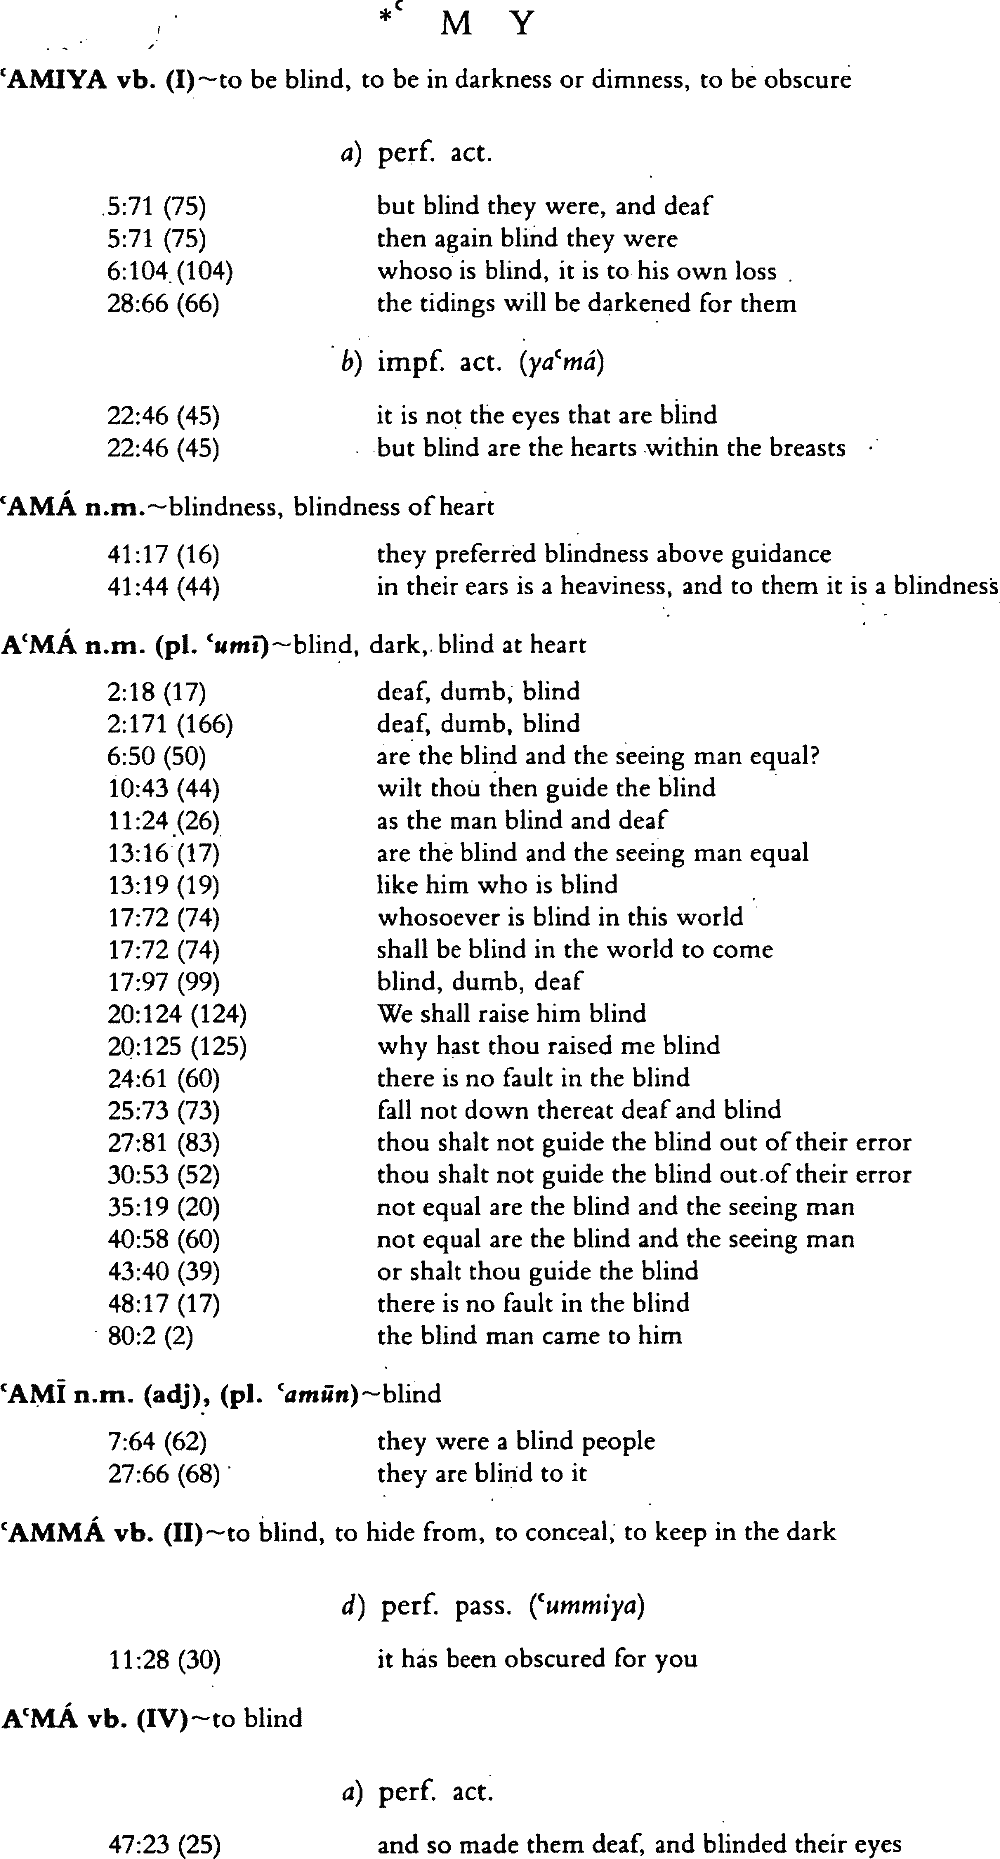 *ʿ M Y
ʿAMIYA vb. (I)~to be blind, to be in darkness or dimness, to be obscure
a) perf. act.
5:71 (75) but blind they were, and deaf
5:71 (75) then again blind they were
6:104 (104) whoso is blind, it is to his own loss
28:66 (66) the tidings will be darkened for them
b) impf. act. (yaʿmá)
22:46 (45) it is not the eyes that are blind
22:46 (45) but blind are the hearts within the breasts
ʿAMÁ n.m.~blindness, blindness of heart
41:17 (16) they preferred blindness above guidance
41:44 (44) in their ears is a heaviness, and to them it is a blindness
AʿMÁ n.m. (pl. ʿumī)~blind, dark, blind at heart
2:18 (17) deaf, dumb, blind
2:171 (166) deaf, dumb, blind
6:50 (50) are the blind and the seeing man equal?
10:43 (44) wilt thou then guide the blind
11:24 (26) as the man blind and deaf
13:16 (17) are the blind and the seeing man equal
13:19 (19) like him who is blind
17:72 (74) whosoever is blind in this world
17:72 (74) shall be blind in the world to come
17:97 (99) blind, dumb, deaf
20:124 (124) We shall raise him blind
20:125 (125) why hast thou raised me blind
24:61 (60) there is no fault in the blind
25:73 (73) fall not down thereat deaf and blind
27:81 (83) thou shalt not guide the blind out of their error
30:53 (52) thou shalt not guide the blind out of their error
35:19 (20) not equal are the blind and the seeing man
40:58 (60) not equal are the blind and the seeing man
43:40 (39) or shalt thou guide the blind
48:17 (17) there is no fault in the blind
80:2 (2) the blind man came to him
ʿAMĪ n.m. (adj), (pl. ʿamūn)~blind
7:64 (62) they were a blind people
27:66 (68) they are blind to it
ʿAMMÁ vb. (II)~to blind, to hide from, to conceal, to keep in the dark
d) perf. pass. (ʿummiya)
11:28 (30) it has been obscured for you
AʿMÁ vb. (IV)~to blind
a) perf. act.
47:23 (25) and so made them deaf, and blinded their eyes